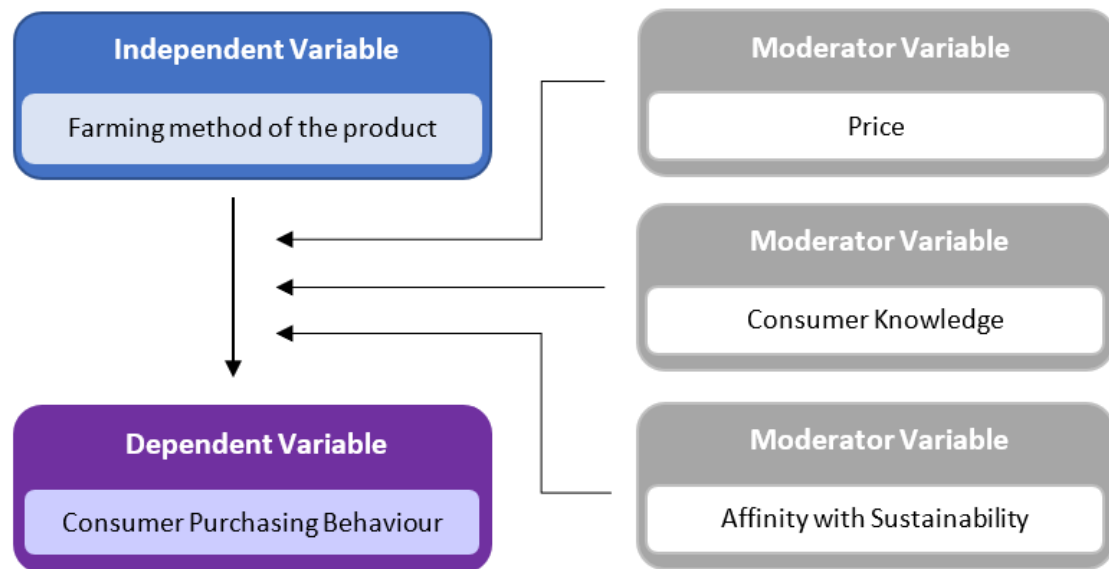 Independent Variable
Farming method of the product
Moderator Variable
Price
Moderator Variable
Consumer Knowledge
Dependent Variable
Consumer Purchasing Behaviour
Moderator Variable
Affinity with Sustainability